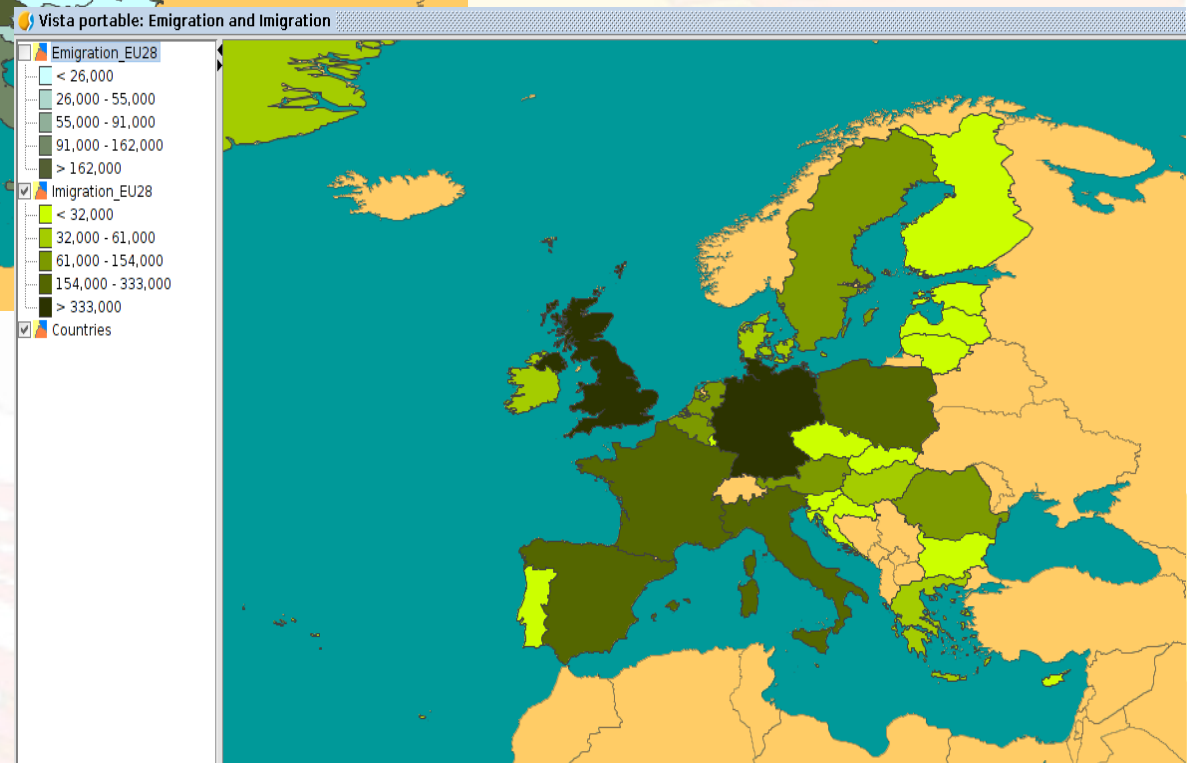 Vista portable: Emigration and Imigration
Emigration_EU28
< 26,000
26,000 - 55,000
55,000 - 91,000
91,000 - 162,000
> 162,000
Imigration_EU28
< 32,000
32,000 - 61,000
61,000 - 154,000
154,000 - 333,000
> 333,000
Countries